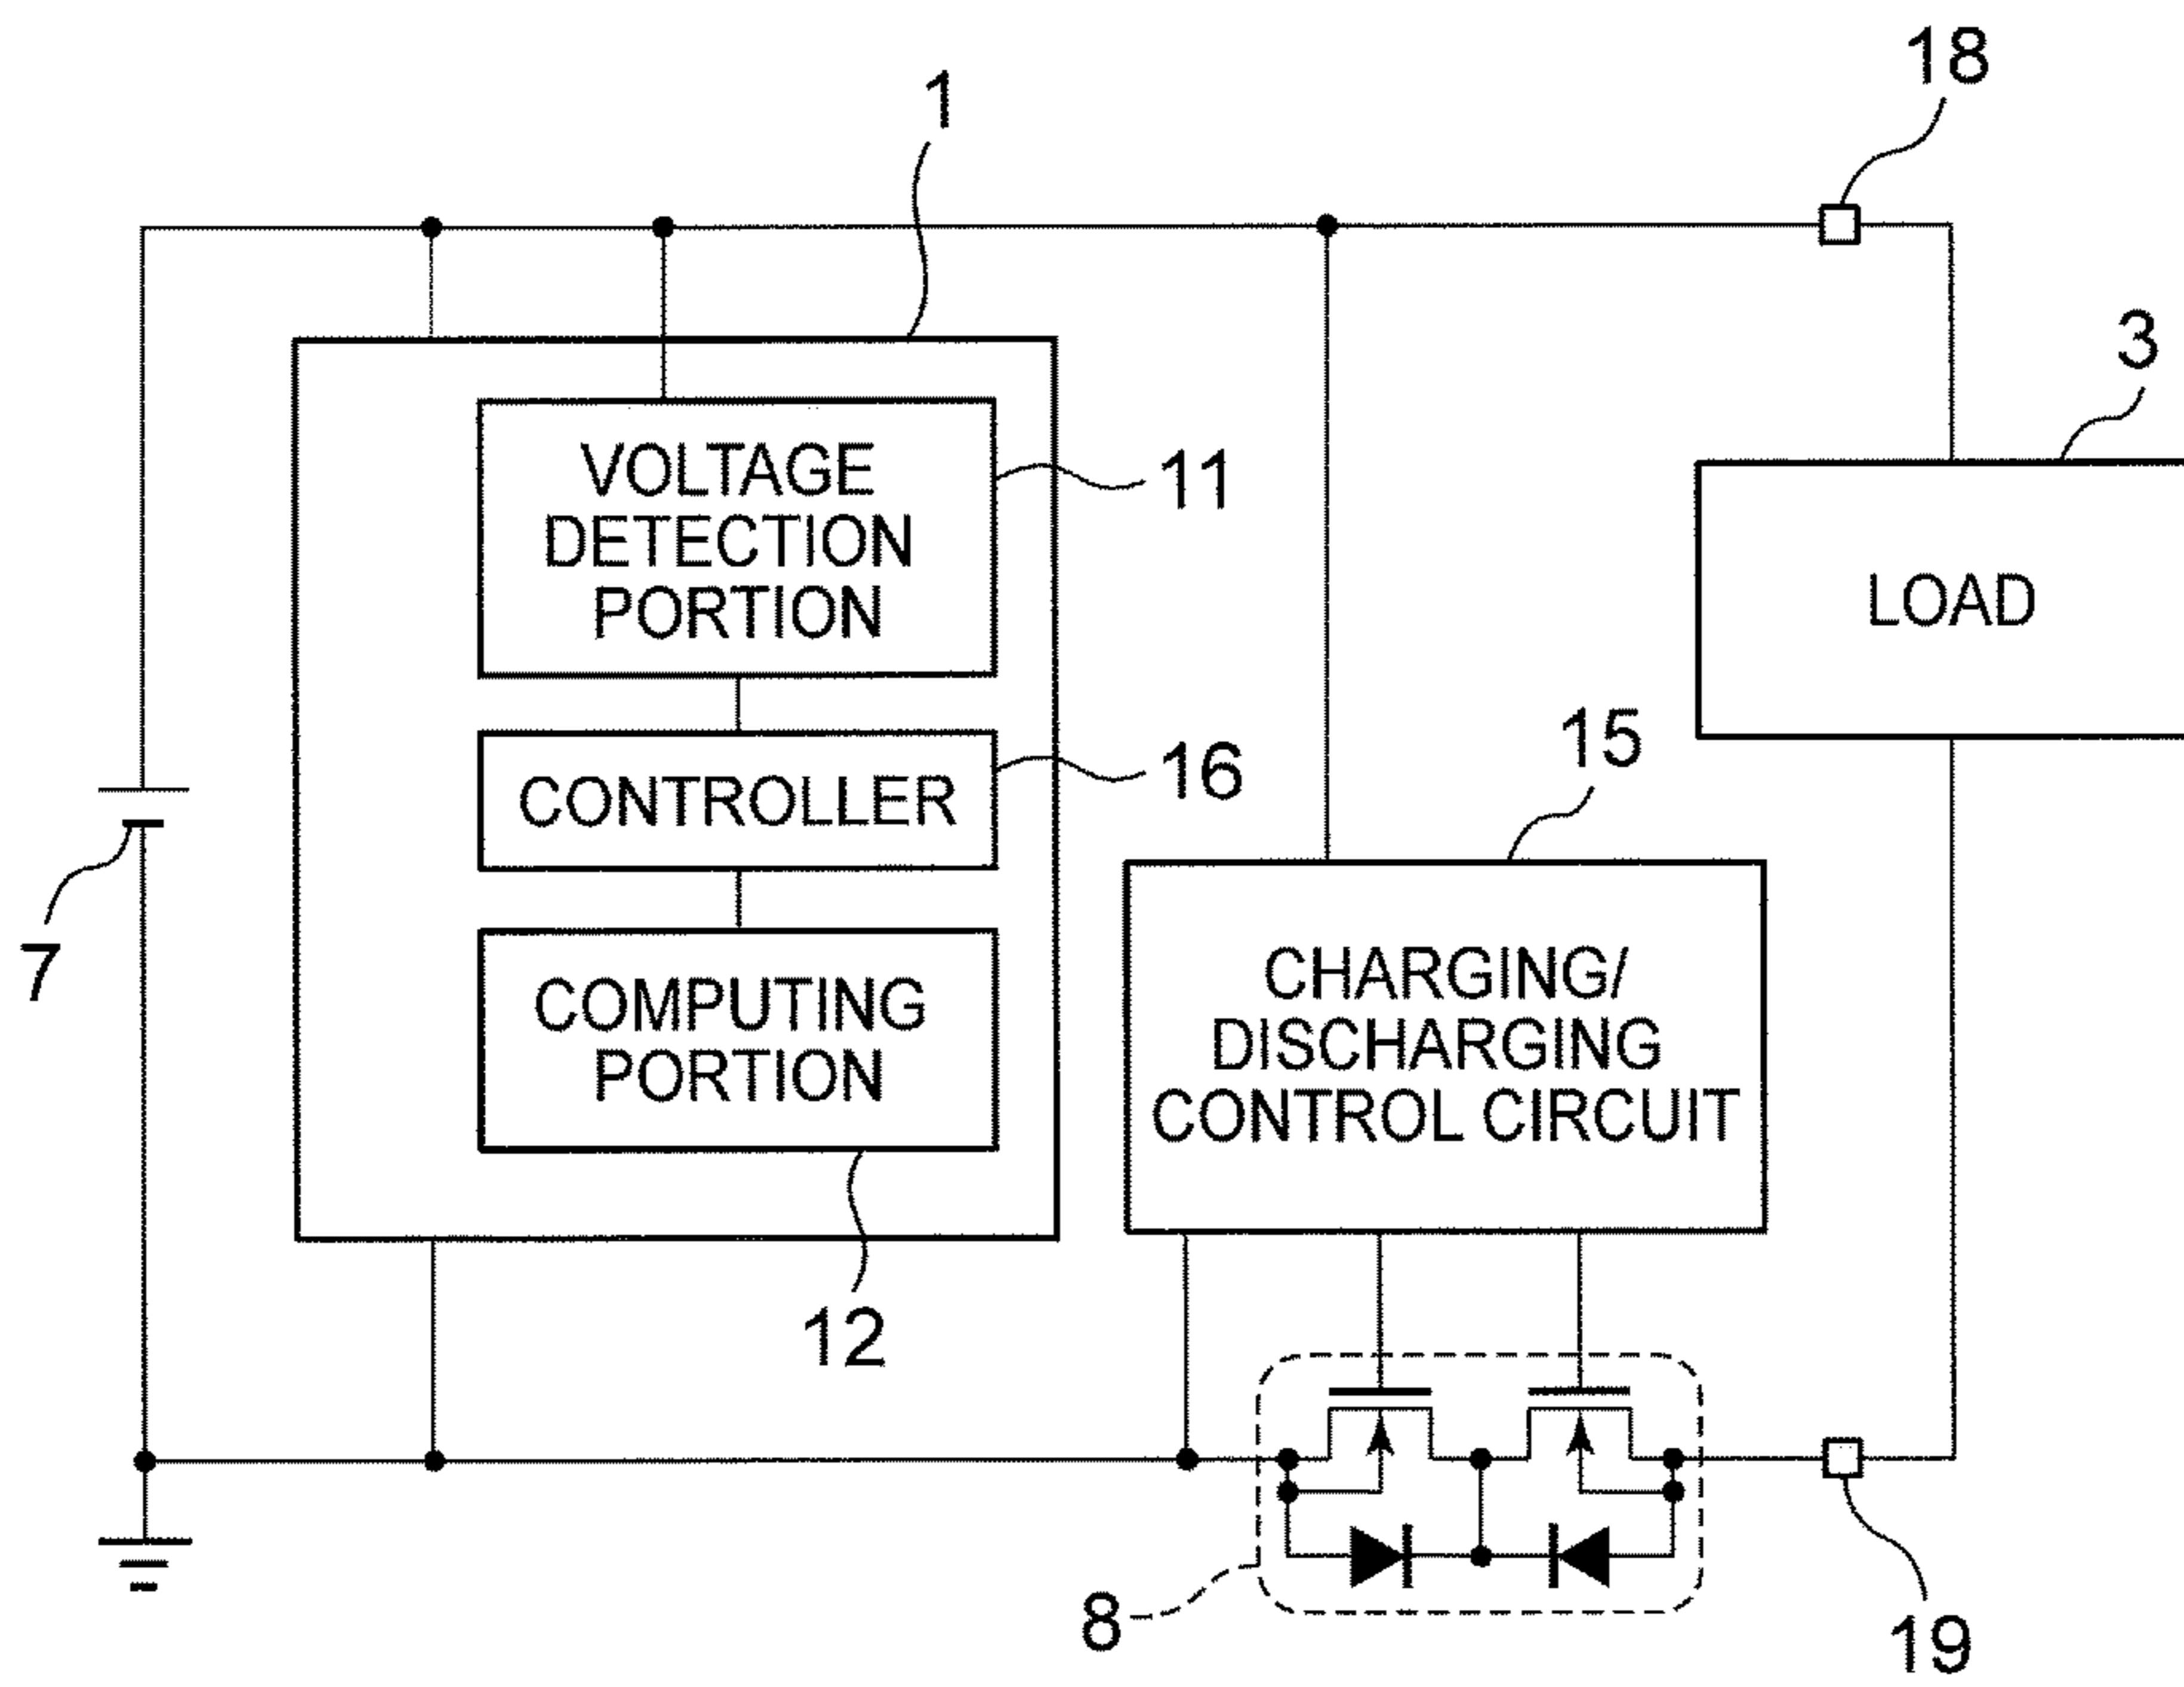 18
1
3
VOLTAGE
DETECTION
PORTION
11
LOAD
15
16
CONTROLLER
7
CHARGING/
DISCHARGING
CONTROL CIRCUIT
COMPUTING
PORTION
12
8
19